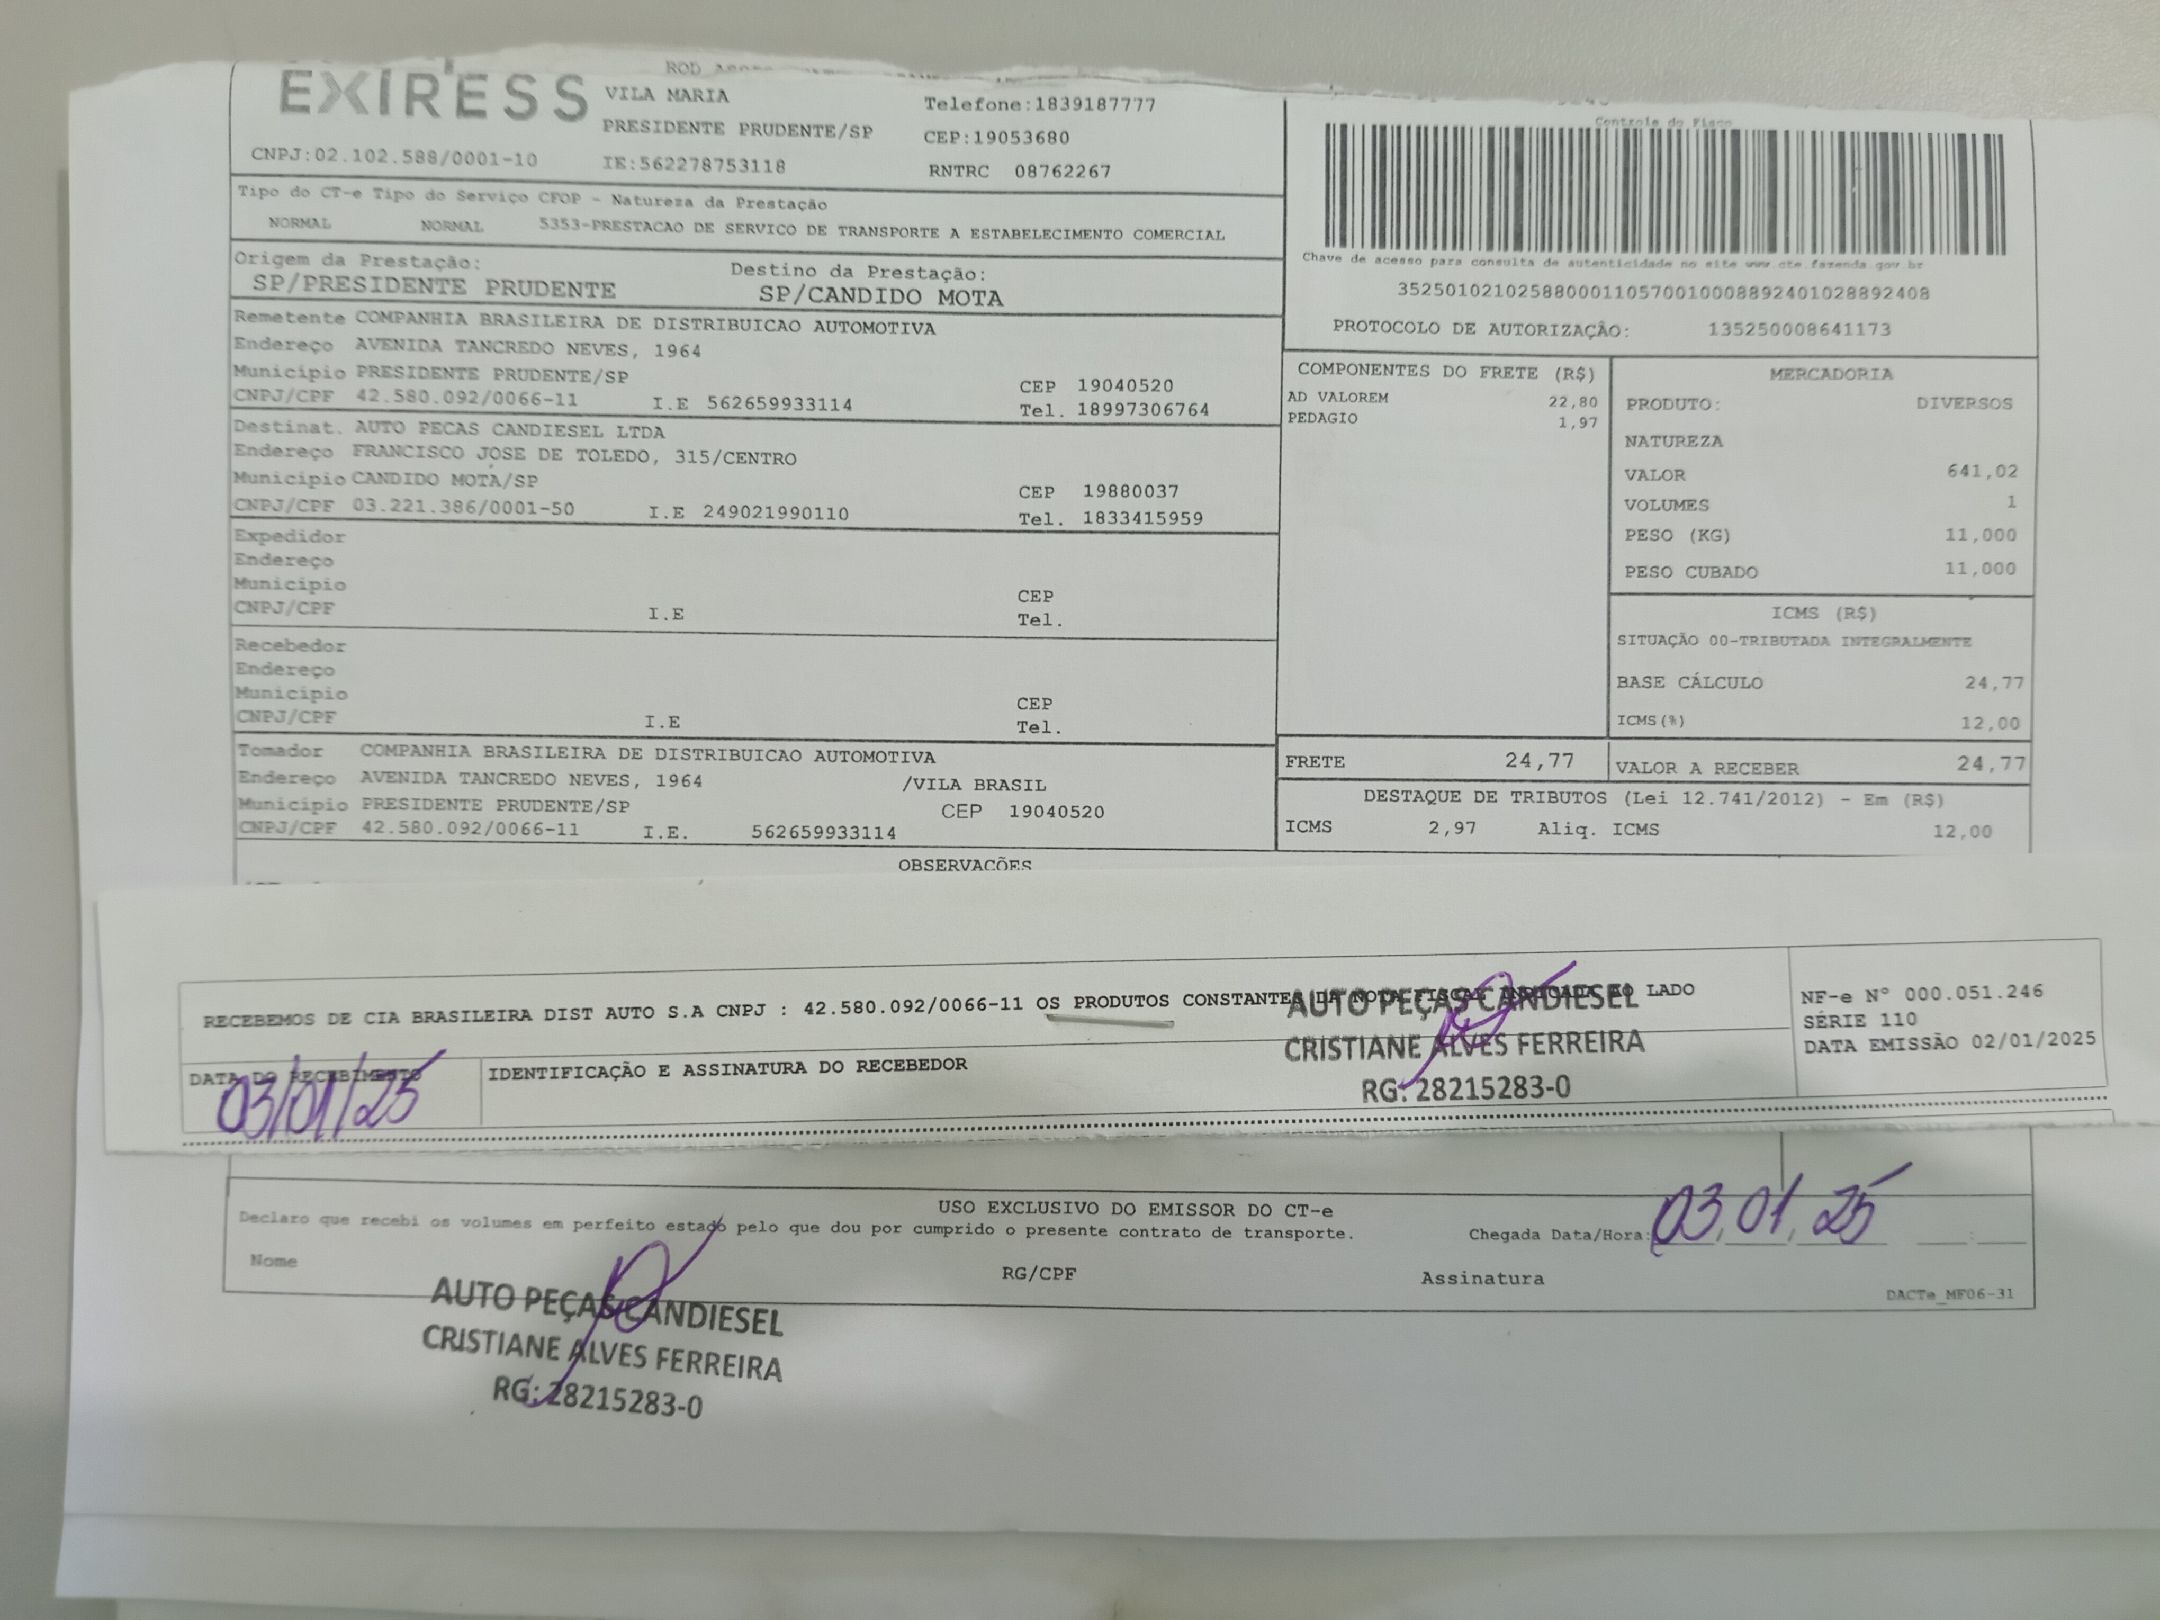 EXPRESS
ROD
VILA MARIA
PRESIDENTE PRUDENTE/SP
Telefone:1839187777
CEP:19053680
CNPJ:02.102.588/0001-10 IE:562278753118 RNTRC 08762267
Controle do Fisco
Tipo do CT-e Tipo do Serviço CFOP - Natureza da Prestação
NORMAL NORMAL 5353-PRESTACAO DE SERVICO DE TRANSPORTE A ESTABELECIMENTO COMERCIAL
Origem da Prestação: Destino da Prestação:
SP/PRESIDENTE PRUDENTE SP/CANDIDO MOTA
Chave de acesso para consulta de autenticidade no site www.cte.fazenda.gov.br
35250102102588000110570010008892401028892408
PROTOCOLO DE AUTORIZAÇÃO: 135250008641173
Remetente COMPANHIA BRASILEIRA DE DISTRIBUICAO AUTOMOTIVA
Endereço AVENIDA TANCREDO NEVES, 1964
Município PRESIDENTE PRUDENTE/SP CEP 19040520
CNPJ/CPF 42.580.092/0066-11 I.E 562659933114 Tel. 18997306764
Destinat. AUTO PECAS CANDIESEL LTDA
Endereço FRANCISCO JOSE DE TOLEDO, 315/CENTRO
Município CANDIDO MOTA/SP CEP 19880037
CNPJ/CPF 03.221.386/0001-50 I.E 249021990110 Tel. 1833415959
Expedidor
Endereço
Município CEP
CNPJ/CPF I.E Tel.
Recebedor
Endereço
Município CEP
CNPJ/CPF I.E Tel.
Tomador COMPANHIA BRASILEIRA DE DISTRIBUICAO AUTOMOTIVA
Endereço AVENIDA TANCREDO NEVES, 1964 /VILA BRASIL
Município PRESIDENTE PRUDENTE/SP CEP 19040520
CNPJ/CPF 42.580.092/0066-11 I.E. 562659933114
COMPONENTES DO FRETE (R$)
AD VALOREM 22,80
PEDAGIO 1,97
MERCADORIA
PRODUTO: DIVERSOS
NATUREZA
VALOR 641,02
VOLUMES 1
PESO (KG) 11,000
PESO CUBADO 11,000
ICMS (R$)
SITUAÇÃO 00-TRIBUTADA INTEGRALMENTE
BASE CÁLCULO 24,77
ICMS(%) 12,00
FRETE 24,77 VALOR A RECEBER 24,77
DESTAQUE DE TRIBUTOS (Lei 12.741/2012) - Em (R$)
ICMS 2,97 Aliq. ICMS 12,00
OBSERVAÇÕES
RECEBEMOS DE CIA BRASILEIRA DIST AUTO S.A CNPJ : 42.580.092/0066-11 OS PRODUTOS CONSTANTES DA NOTA FISCAL INDICADA AO LADO
AUTO PEÇAS CANDIESEL
CRISTIANE ALVES FERREIRA
RG: 28215283-0
NF-e N° 000.051.246
SÉRIE 110
DATA EMISSÃO 02/01/2025
DATA DO RECEBIMENTO IDENTIFICAÇÃO E ASSINATURA DO RECEBEDOR
03/01/25
USO EXCLUSIVO DO EMISSOR DO CT-e
Declaro que recebi os volumes em perfeito estado pelo que dou por cumprido o presente contrato de transporte. Chegada Data/Hora: 03 01 25
Nome RG/CPF Assinatura
DACTe_MF06-31
AUTO PEÇAS CANDIESEL
CRISTIANE ALVES FERREIRA
RG: 28215283-0